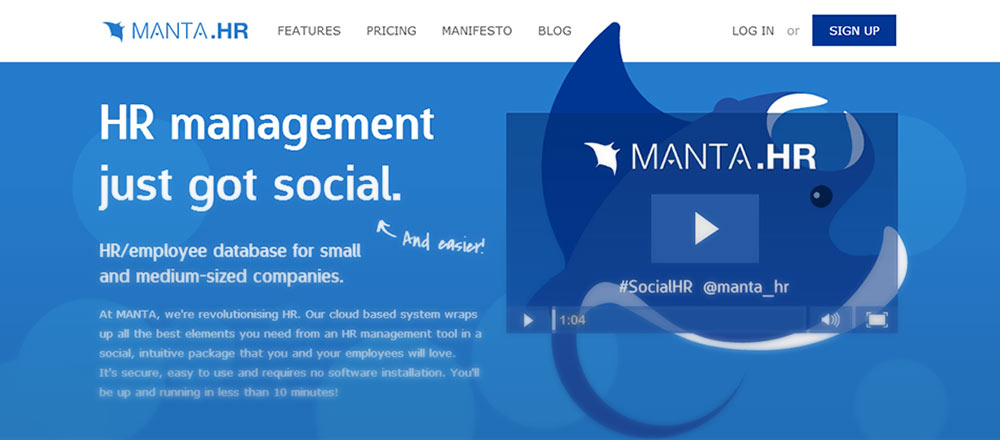 MANTA.HR FEATURES PRICING MANIFESTO BLOG LOG IN or SIGN UP
HR management
just got social.
And easier!
HR/employee database for small
and medium-sized companies.
At MANTA, we're revolutionising HR. Our cloud based system wraps
up all the best elements you need from an HR management tool in a
social, intuitive package that you and your employees will love.
It's secure, easy to use and requires no software installation. You'll
be up and running in less than 10 minutes!
MANTA.HR
#SocialHR @manta_hr
1:04